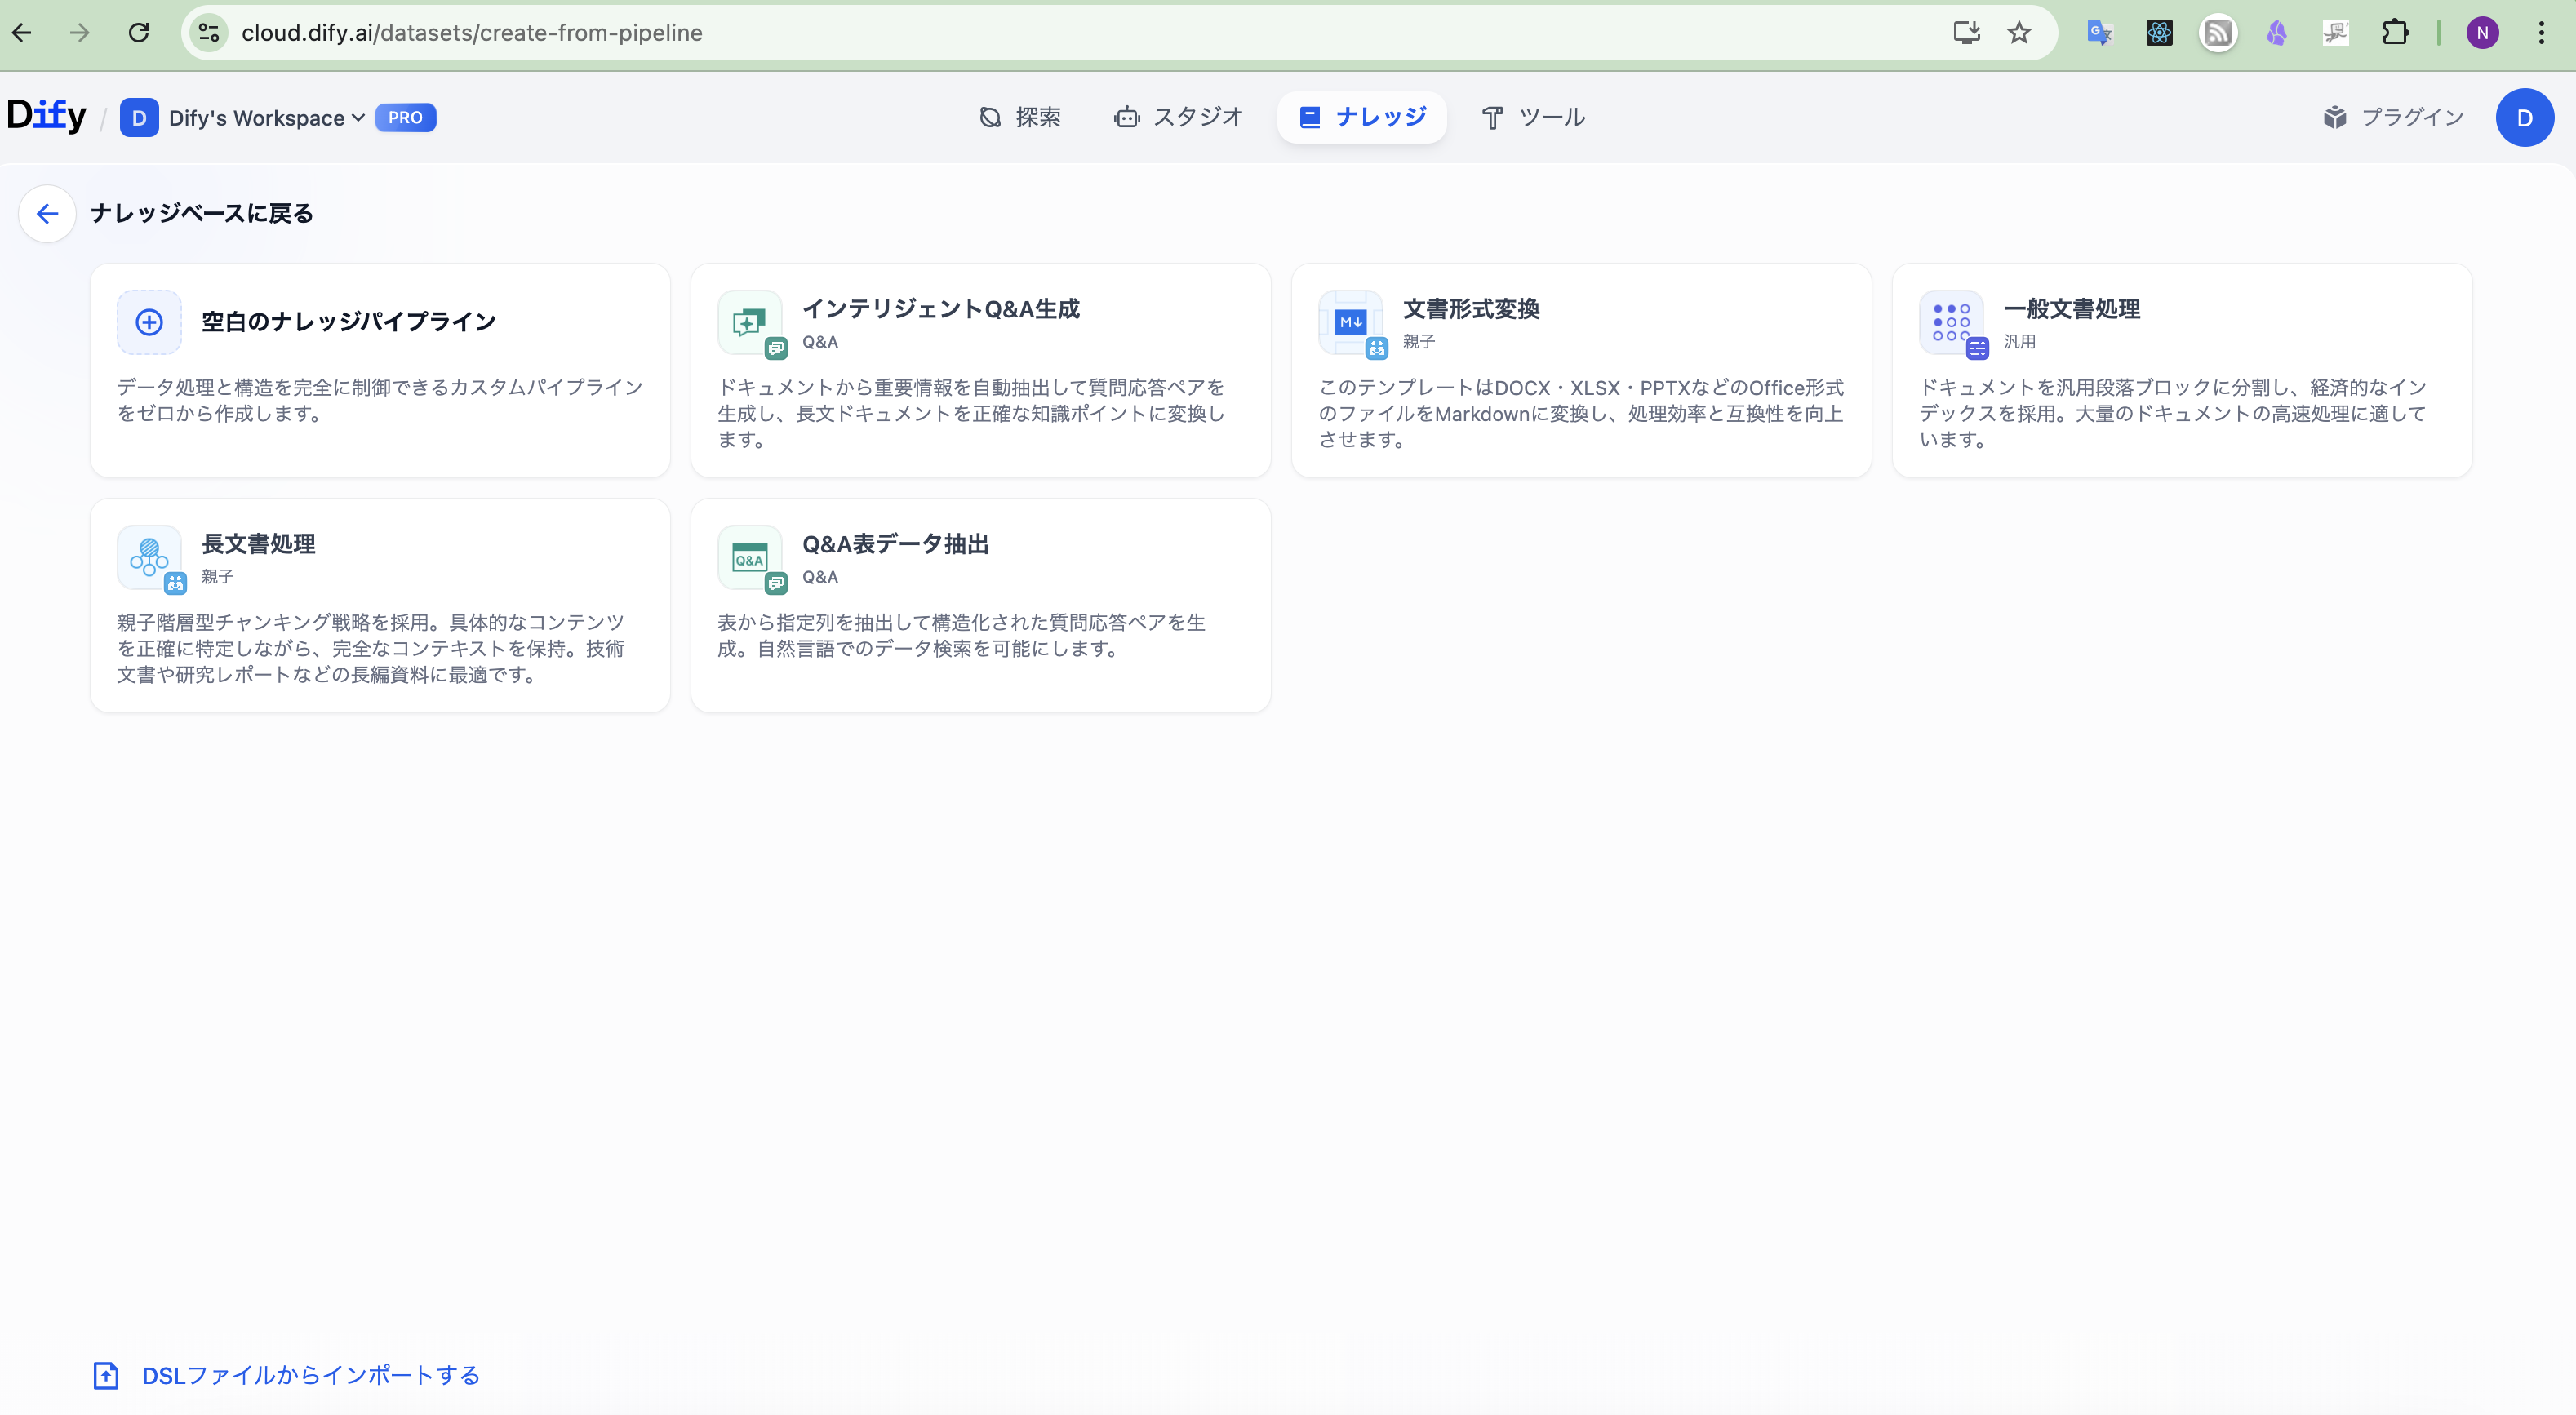 cloud.dify.ai/datasets/create-from-pipeline
N
Dify / D Dify's Workspace PRO
探索
スタジオ
ナレッジ
ツール
プラグイン
D
ナレッジベースに戻る
空白のナレッジパイプライン
データ処理と構造を完全に制御できるカスタムパイプライン
をゼロから作成します。
インテリジェントQ&A生成
Q&A
ドキュメントから重要情報を自動抽出して質問応答ペアを
生成し、長文ドキュメントを正確な知識ポイントに変換し
ます。
M↓
文書形式変換
親子
このテンプレートはDOCX・XLSX・PPTXなどのOffice形式
のファイルをMarkdownに変換し、処理効率と互換性を向上
させます。
一般文書処理
汎用
ドキュメントを汎用段落ブロックに分割し、経済的なイン
デックスを採用。大量のドキュメントの高速処理に適して
います。
長文書処理
親子
親子階層型チャンキング戦略を採用。具体的なコンテンツ
を正確に特定しながら、完全なコンテキストを保持。技術
文書や研究レポートなどの長編資料に最適です。
Q&A
Q&A表データ抽出
Q&A
表から指定列を抽出して構造化された質問応答ペアを生
成。自然言語でのデータ検索を可能にします。
DSLファイルからインポートする